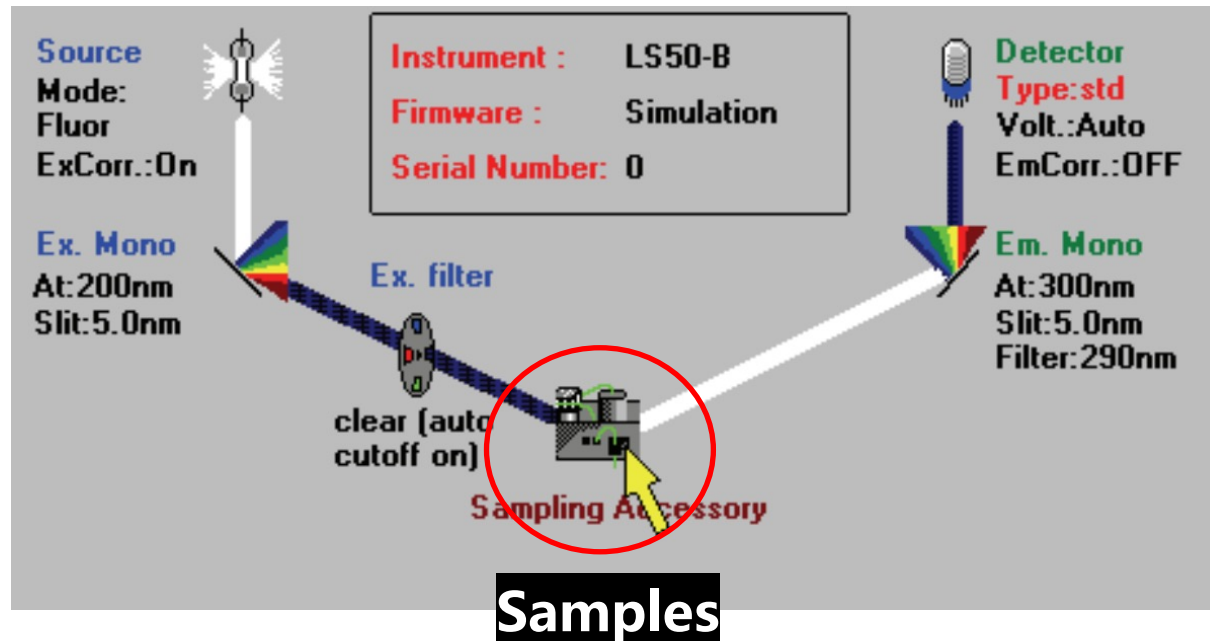 Source
Mode:
Fluor
ExCorr.:On
Instrument : LS50-B
Firmware : Simulation
Serial Number: 0
Detector
Type:std
Volt.:Auto
EmCorr.:OFF
Ex. Mono
At:200nm
Slit:5.0nm
Ex. filter
clear (auto
cutoff on)
Em. Mono
At:300nm
Slit:5.0nm
Filter:290nm
Sampling Accessory
Samples